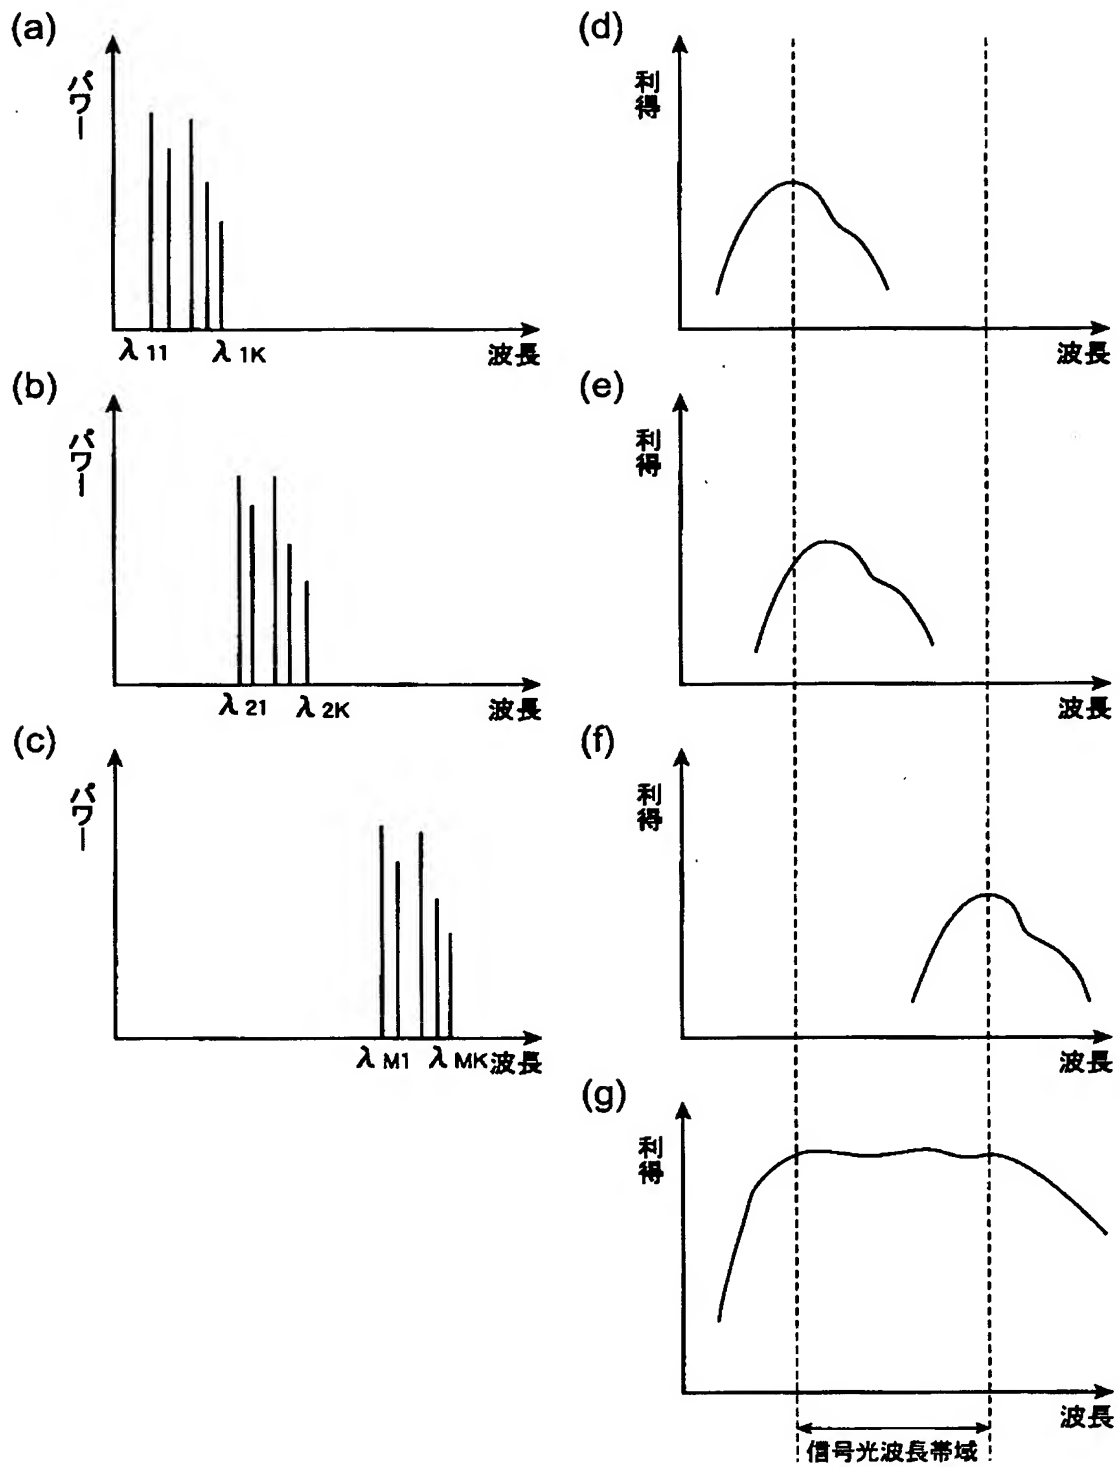 (a)
パワー
λ11
λ1K
波長
(b)
パワー
λ21
λ2K
波長
(c)
パワー
λM1
λMK
波長
(d)
利得
波長
(e)
利得
波長
(f)
利得
波長
(g)
利得
波長
信号光波長帯域